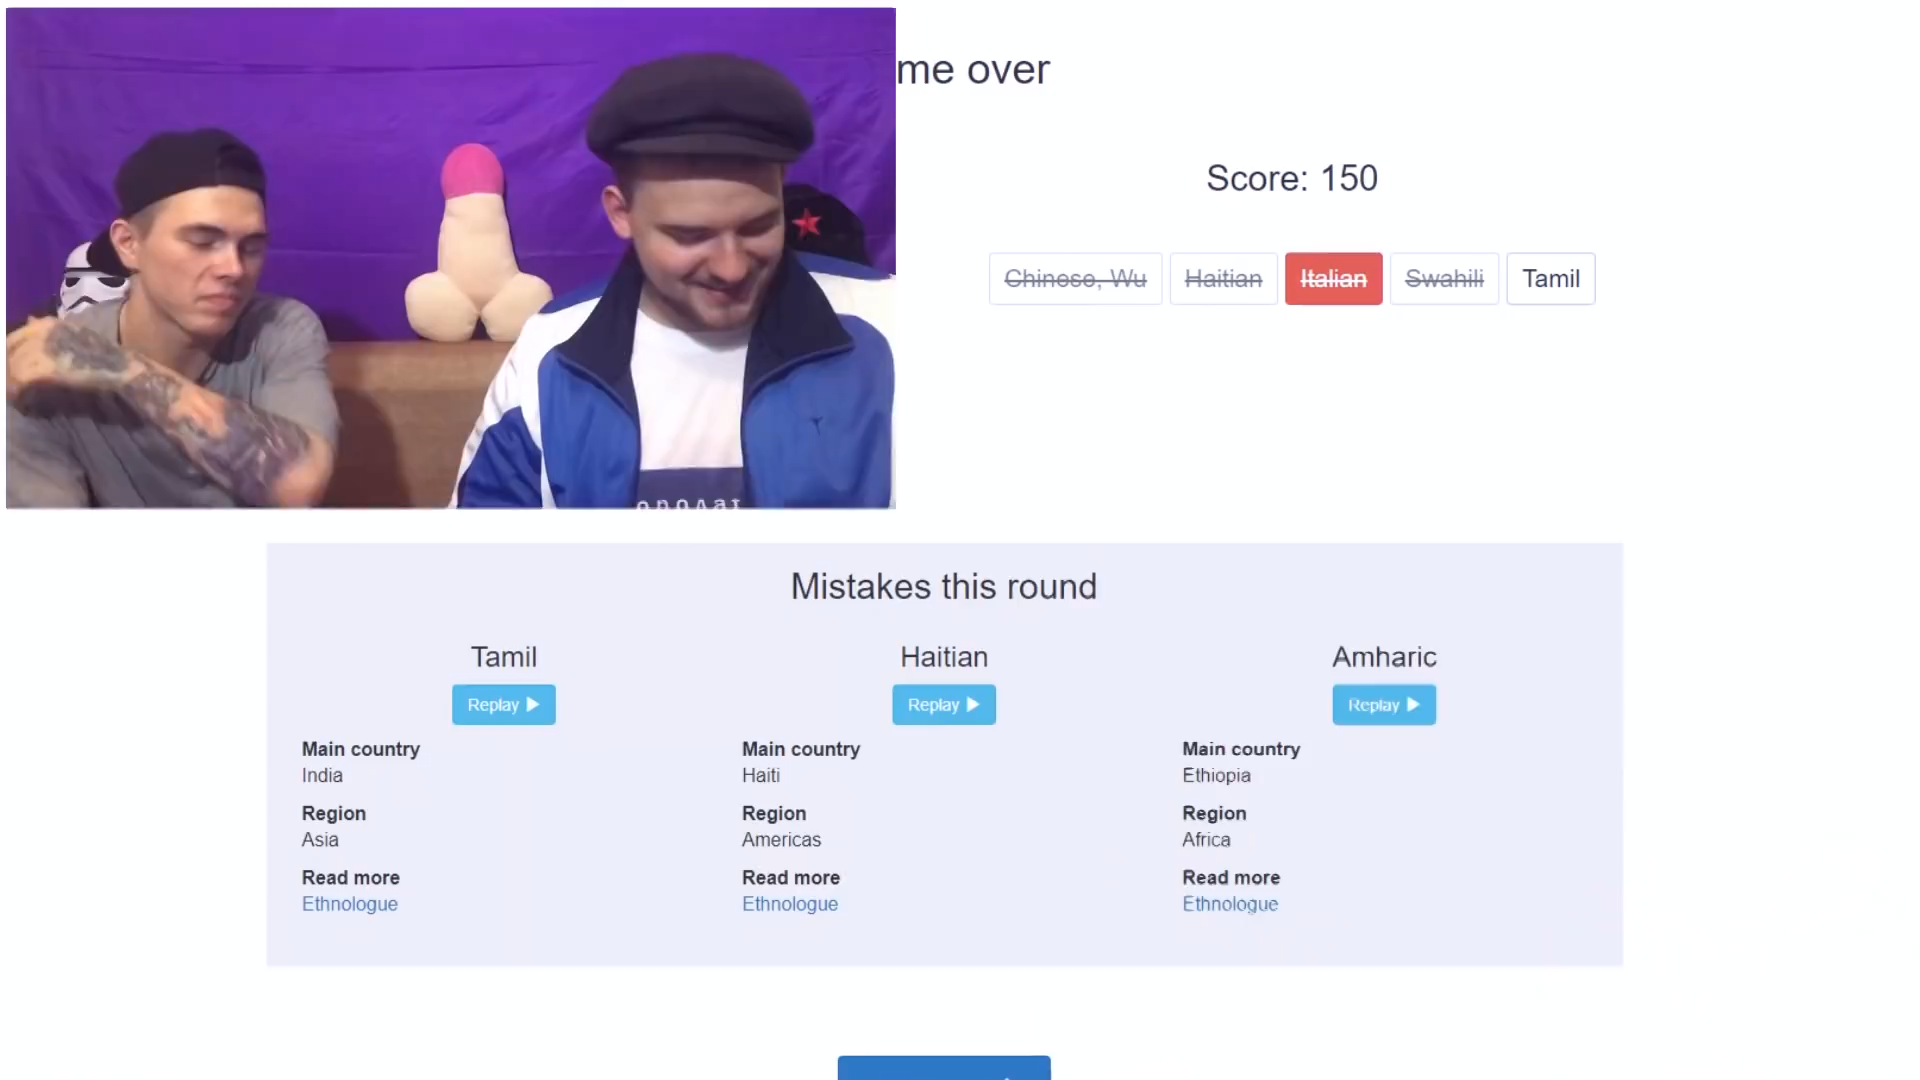 me over
Score: 150
Chinese, Wu
Haitian
Italian
Swahili
Tamil
ородаг
Mistakes this round
Tamil
Haitian
Amharic
Replay
Replay
Replay
Main country
India
Region
Asia
Read more
Ethnologue
Main country
Haiti
Region
Americas
Read more
Ethnologue
Main country
Ethiopia
Region
Africa
Read more
Ethnologue